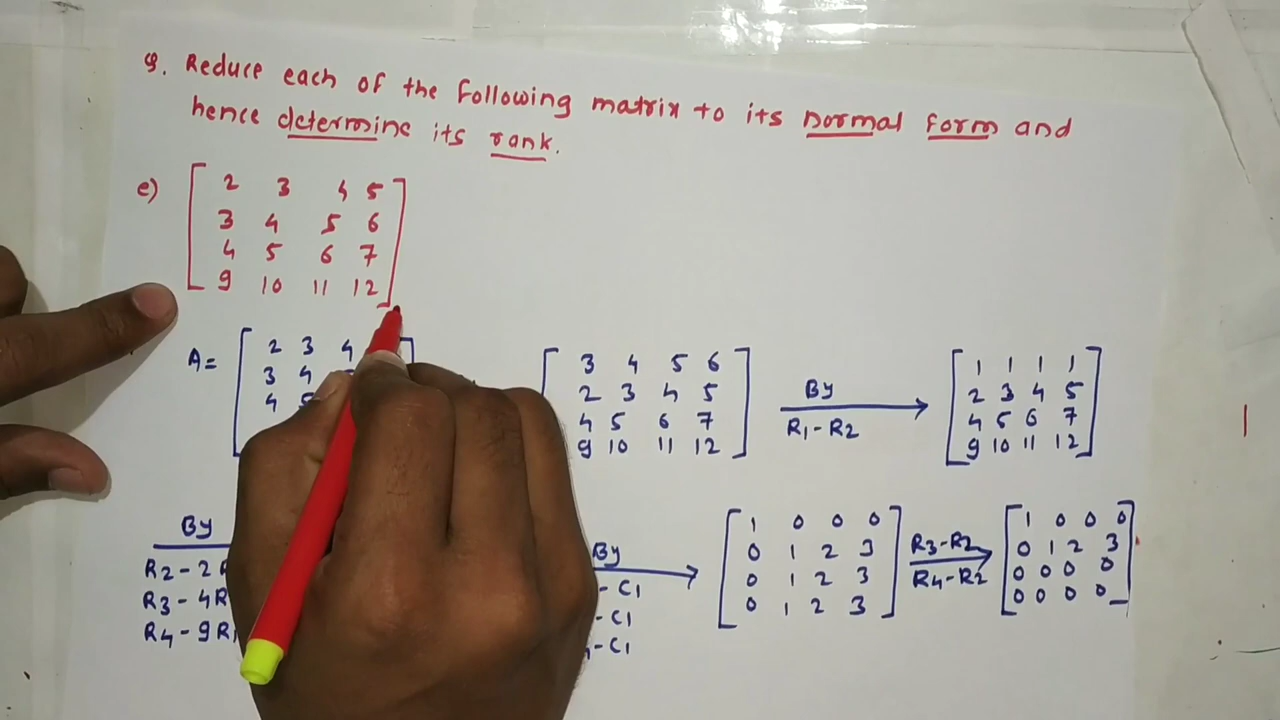 Q. Reduce each of the following matrix to its normal form and
hence determine its rank.
e) [ 2 3 4 5 ]
3 4 5 6
4 5 6 7
9 10 11 12
A= [ 2 3 4
3 4
4
[ 3 4 5 6 ]
2 3 4 5
4 5 6 7
9 10 11 12
By
R1-R2
[ 1 1 1 1 ]
2 3 4 5
4 5 6 7
9 10 11 12
By
R2-2
R3-4R
R4-9R1
By
-C1
-C1
-C1
[ 1 0 0 0 ]
0 1 2 3
0 1 2 3
0 1 2 3
R3-R2
R4-R2
[ 1 0 0 0 ]
0 1 2 3
0 0 0 0
0 0 0 0